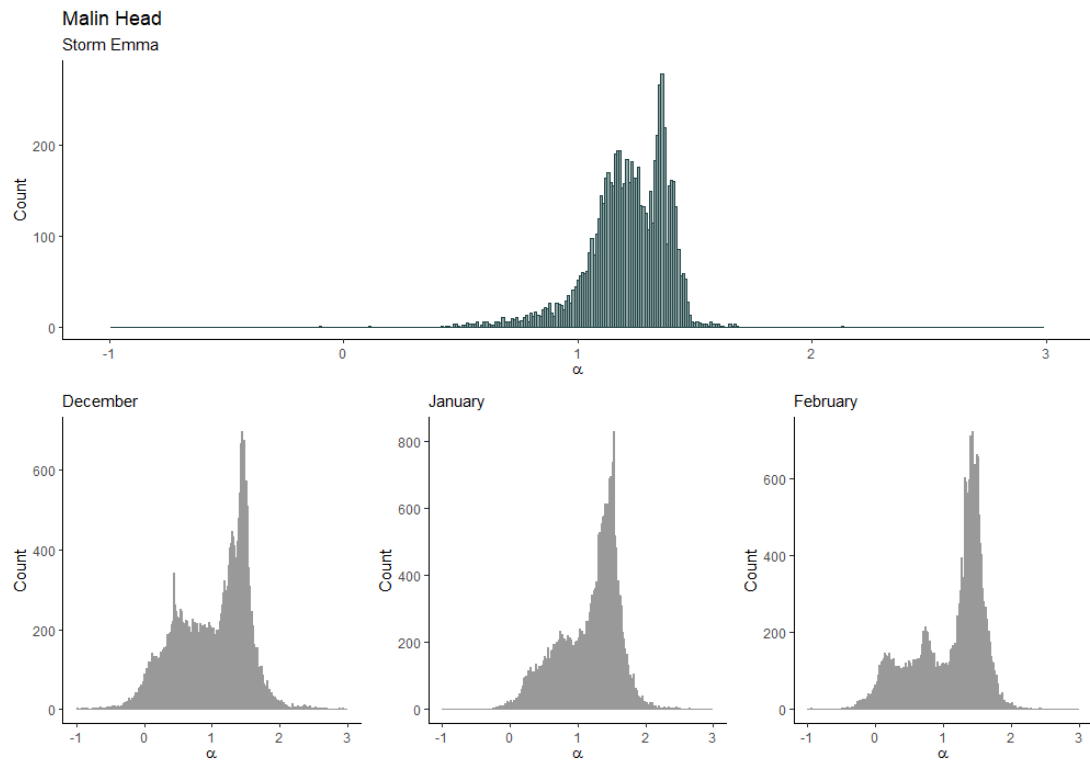 Malin Head
Storm Emma
Count
200
100
0
-1 0 1 2 3
α
December
Count
600
400
200
0
-1 0 1 2 3
α
January
Count
800
600
400
200
0
-1 0 1 2 3
α
February
Count
600
400
200
0
-1 0 1 2 3
α